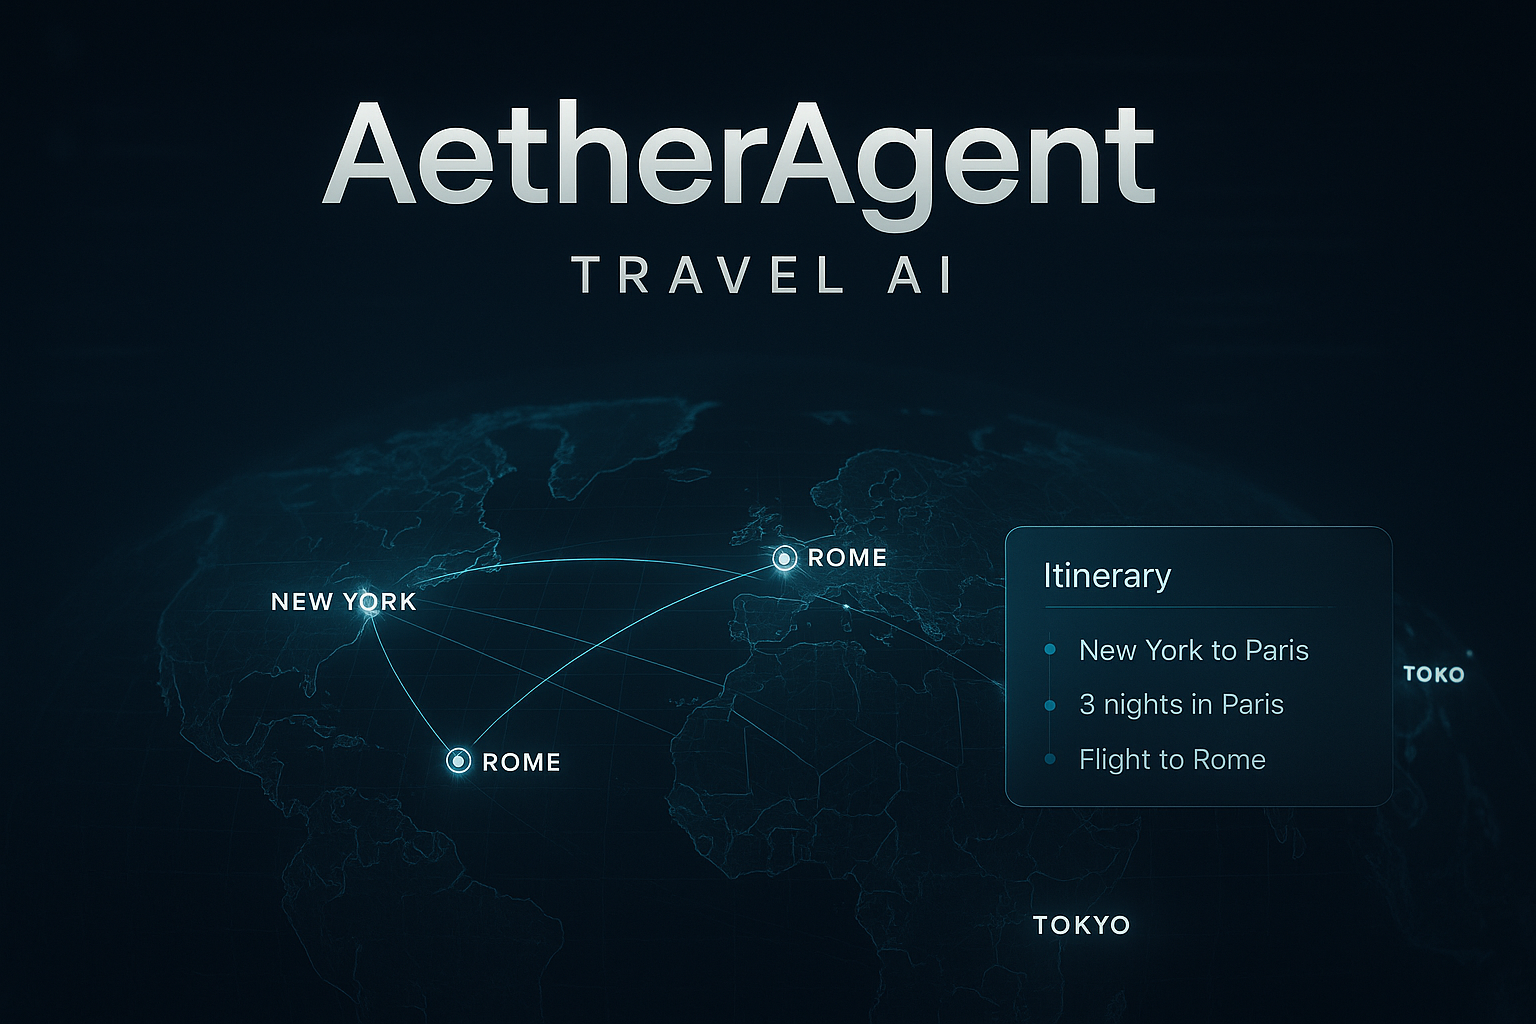 AetherAgent
TRAVEL AI
ROME
NEW YORK
ROME
Itinerary
New York to Paris
3 nights in Paris
Flight to Rome
TOKO
TOKYO